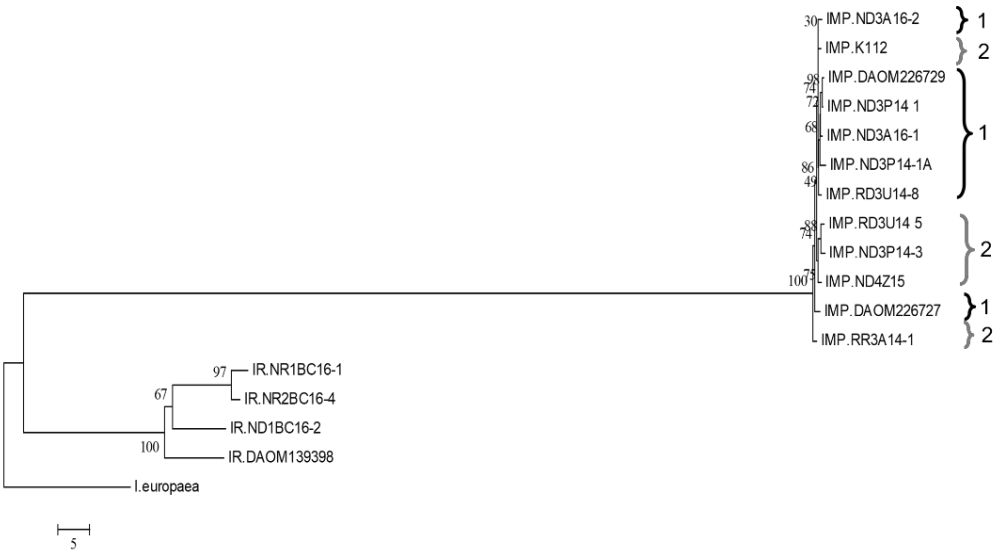 30 IMP.ND3A16-2 1
IMP.K112 2
98 IMP.DAOM226729
74
72 IMP.ND3P14 1
68 IMP.ND3A16-1 1
86 IMP.ND3P14-1A
49 IMP.RD3U14-8
88 IMP.RD3U14 5
74
IMP.ND3P14-3 2
100 75 IMP.ND4Z15
IMP.DAOM226727 1
IMP.RR3A14-1 2
97 IR.NR1BC16-1
67 IR.NR2BC16-4
IR.ND1BC16-2
100 IR.DAOM139398
I.europaea
5